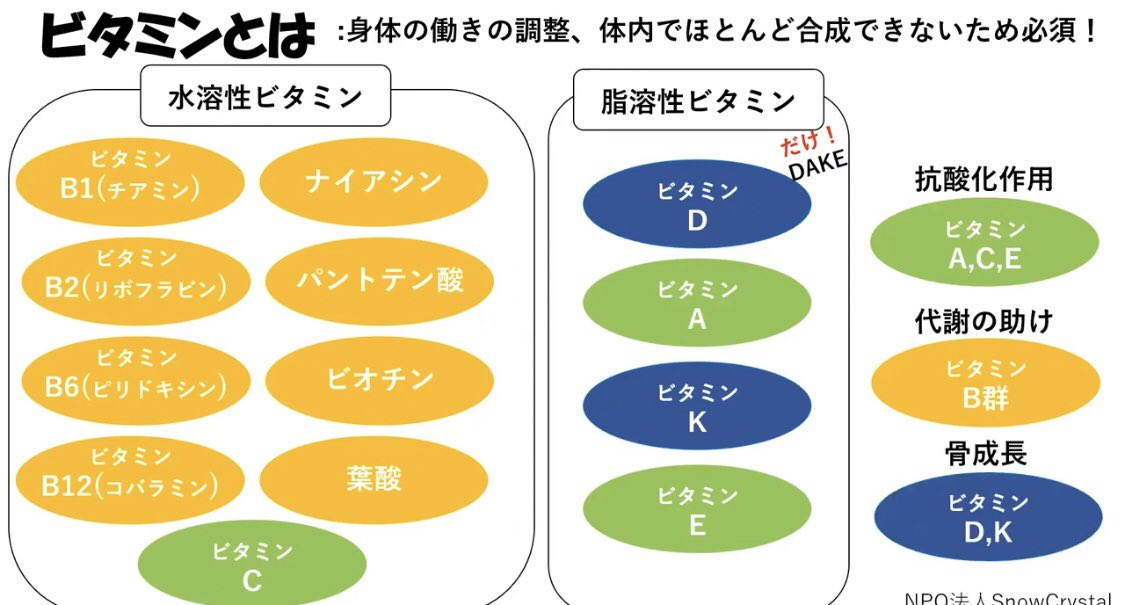 ビタミンとは :身体の働きの調整、体内でほとんど合成できないため必須！
水溶性ビタミン
ビタミン
B1(チアミン)
ナイアシン
ビタミン
B2(リボフラビン)
パントテン酸
ビタミン
B6(ピリドキシン)
ビオチン
ビタミン
B12(コバラミン)
葉酸
ビタミン
C
脂溶性ビタミン
だけ！
DAKE
ビタミン
D
ビタミン
A
ビタミン
K
ビタミン
E
抗酸化作用
ビタミン
A,C,E
代謝の助け
ビタミン
B群
骨成長
ビタミン
D,K
NPO法人SnowCrystal